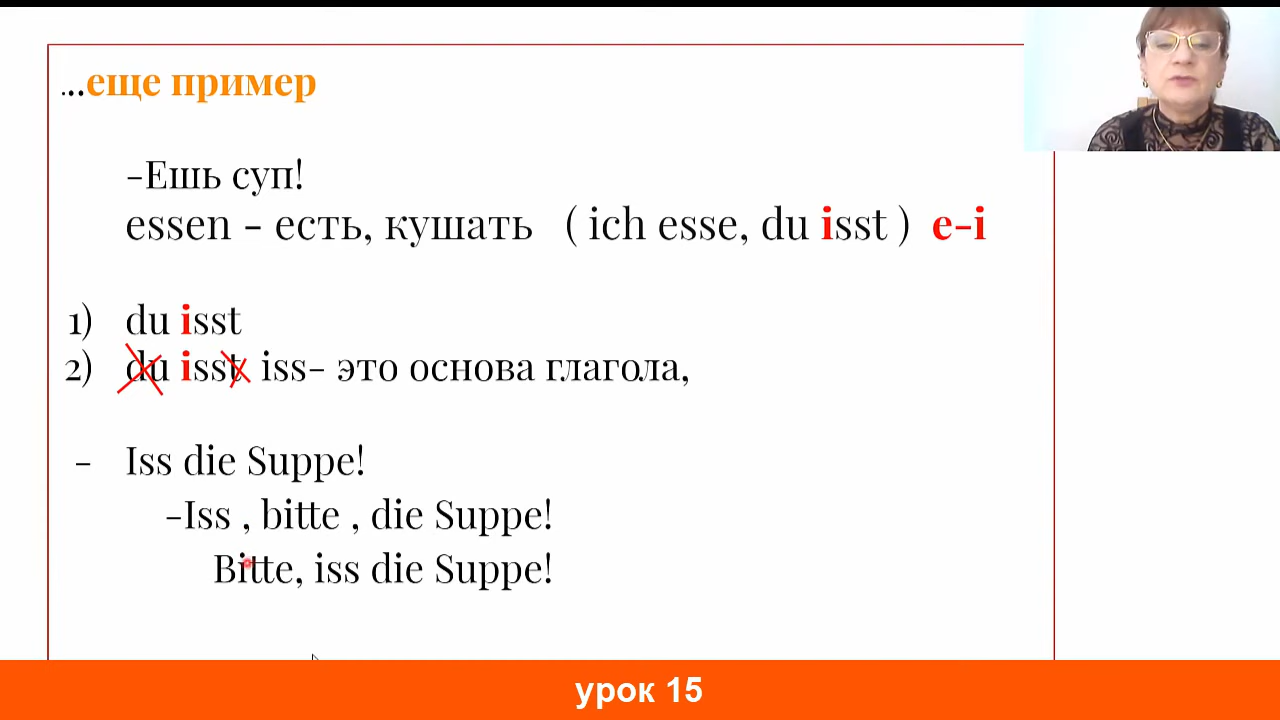 ...еще пример
-Ешь суп!
essen - есть, кушать ( ich esse, du isst ) e-i
1) du isst
2) du isst iss- это основа глагола,
- Iss die Suppe!
-Iss , bitte , die Suppe!
Bitte, iss die Suppe!
урок 15